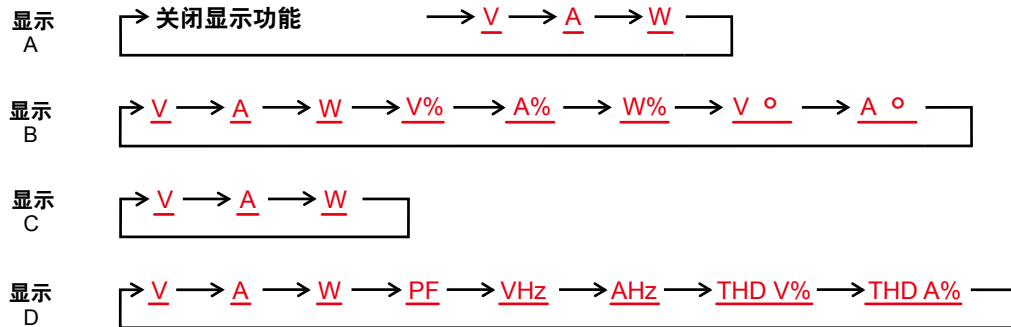 显示 关闭显示功能 V A W
A
显示 V A W V% A% W% V ° A °
B
显示 V A W
C
显示 V A W PF VHz AHz THD V% THD A%
D